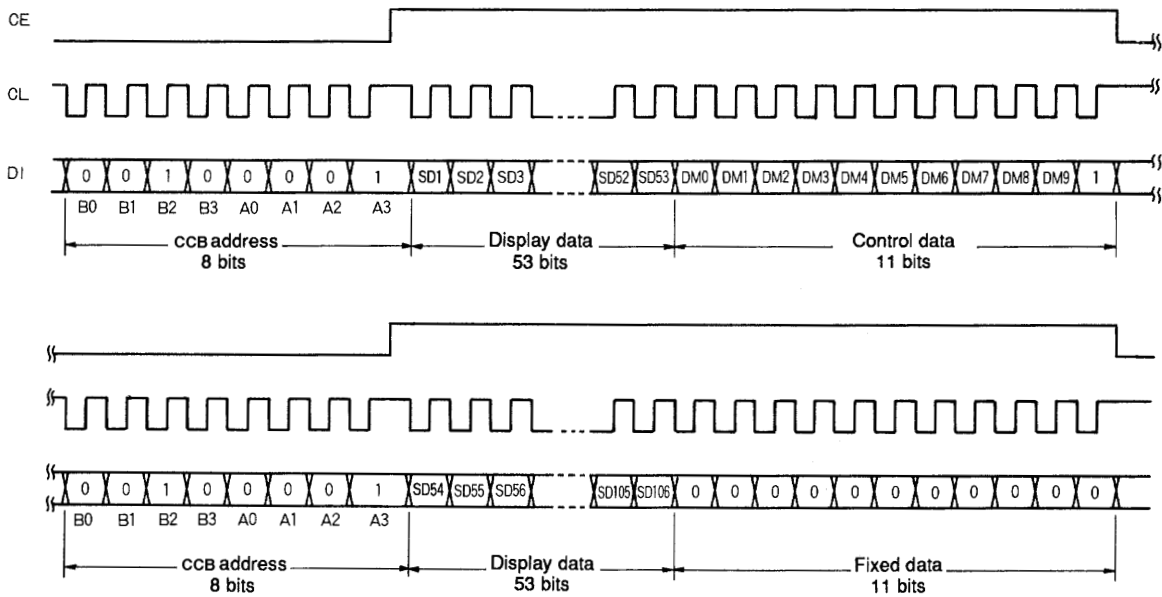 CE
CL
DI 0 0 1 0 0 0 0 1 SD1 SD2 SD3 SD52 SD53 DM0 DM1 DM2 DM3 DM4 DM5 DM6 DM7 DM8 DM9 1
B0 B1 B2 B3 A0 A1 A2 A3
CCB address Display data Control data
8 bits 53 bits 11 bits
0 0 1 0 0 0 0 1 SD54 SD55 SD56 SD105 SD106 0 0 0 0 0 0 0 0 0 0 0
B0 B1 B2 B3 A0 A1 A2 A3
CCB address Display data Fixed data
8 bits 53 bits 11 bits